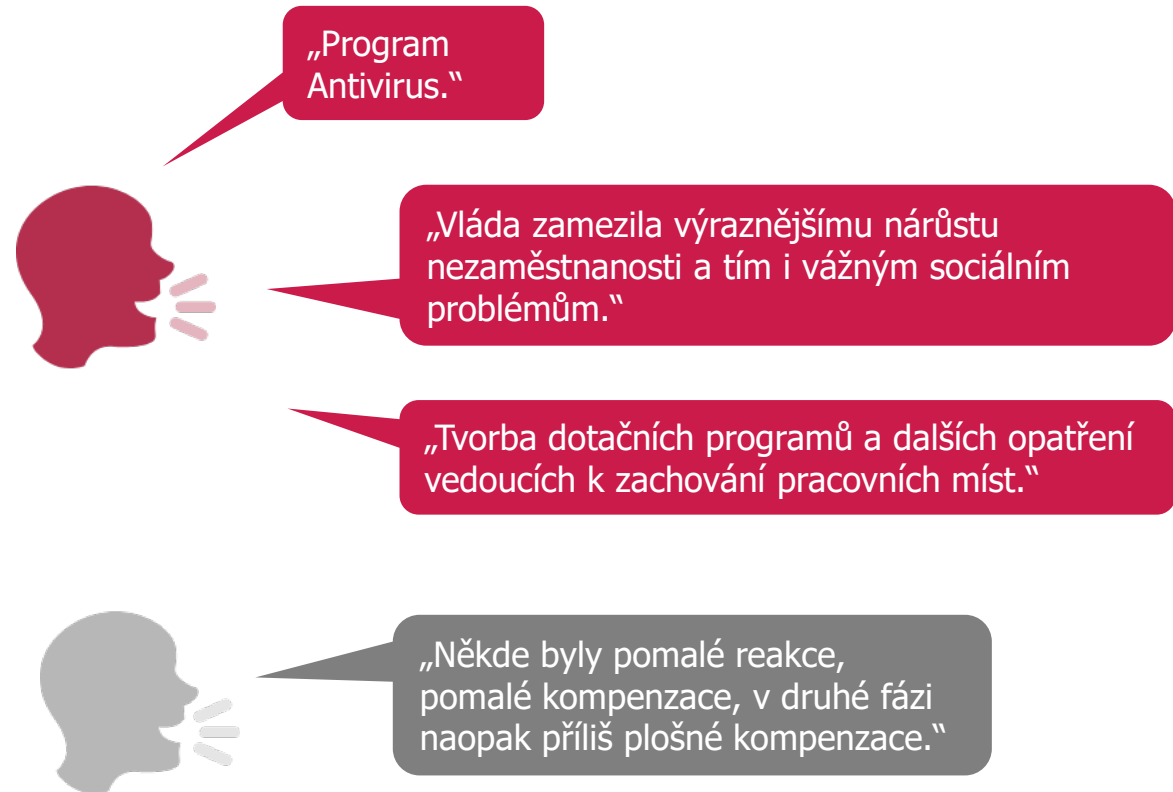 „Program
Antivirus.“
„Vláda zamezila výraznějšímu nárůstu
nezaměstnanosti a tím i vážným sociálním
problémům.“
„Tvorba dotačních programů a dalších opatření
vedoucích k zachování pracovních míst.“
„Někde byly pomalé reakce,
pomalé kompenzace, v druhé fázi
naopak příliš plošné kompenzace.“